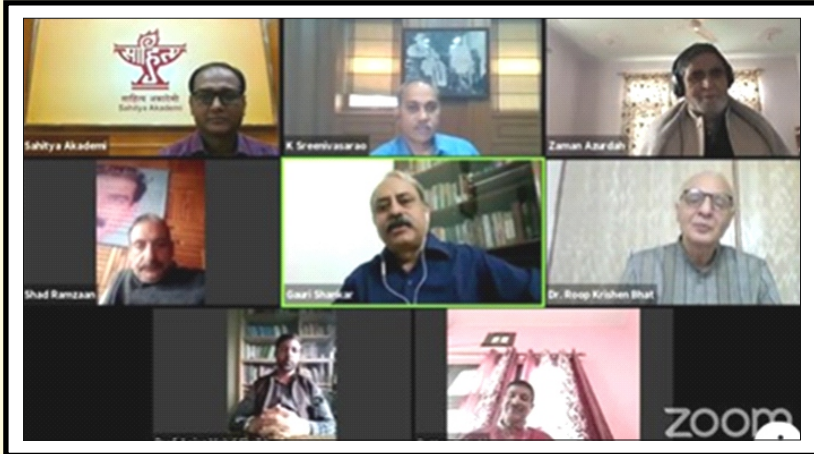 साहित्य
साहित्य अकादेमी
Sahitya Akademi
Sahitya Akademi
K Sreenivasarao
Zaman Azurdah
Shad Ramzaan
Gauri Shankar
Dr. Roop Krishen Bhat
zoom